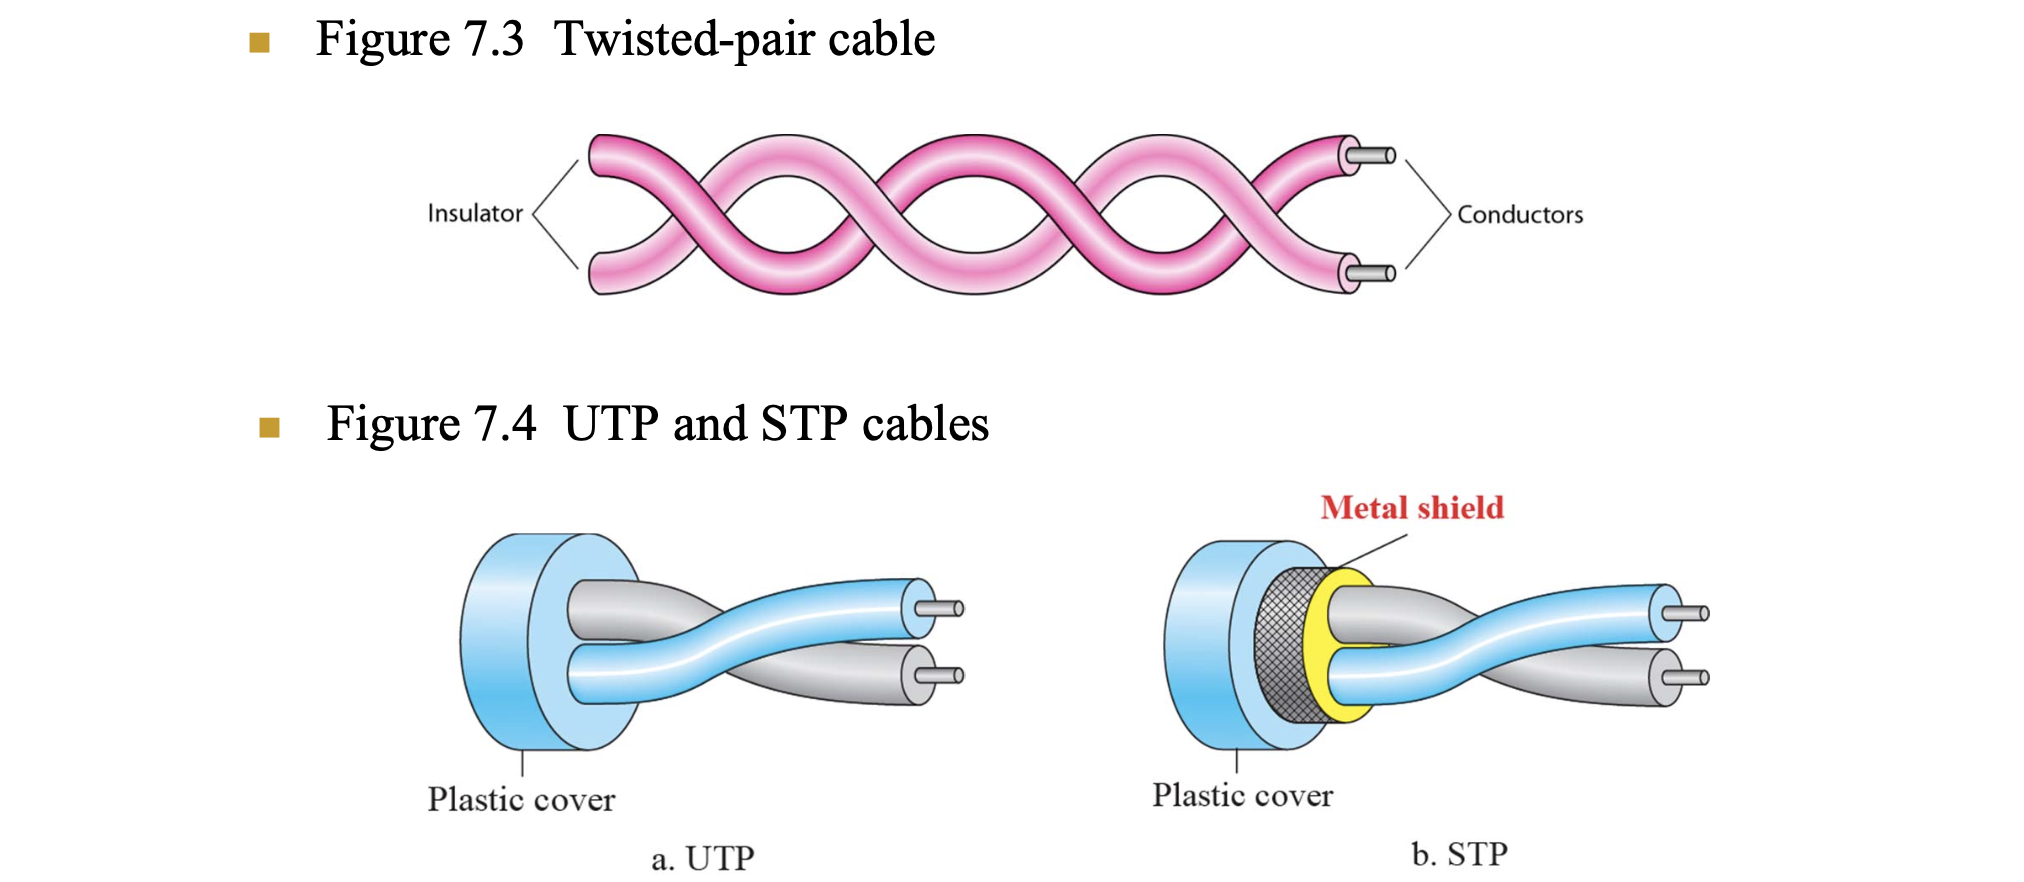 Figure 7.3 Twisted-pair cable
Insulator
Conductors
Figure 7.4 UTP and STP cables
Metal shield
Plastic cover
Plastic cover
a. UTP
b. STP